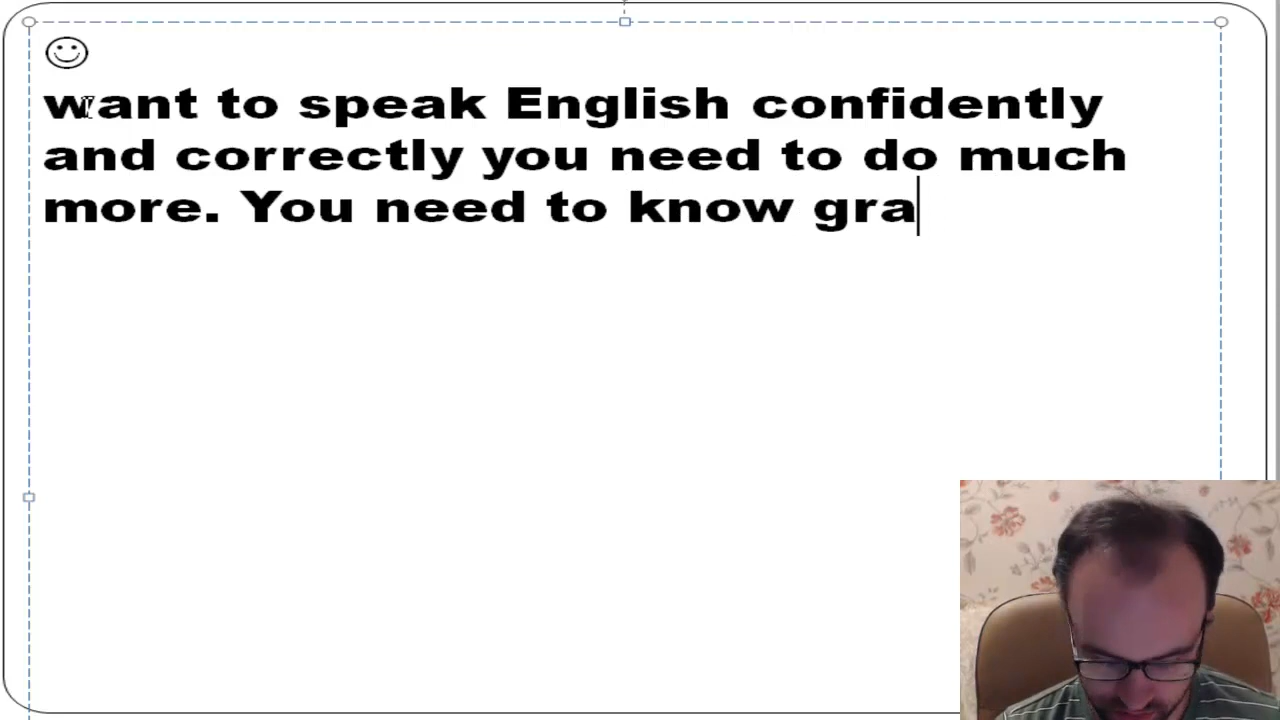 want to speak English confidently
and correctly you need to do much
more. You need to know gra